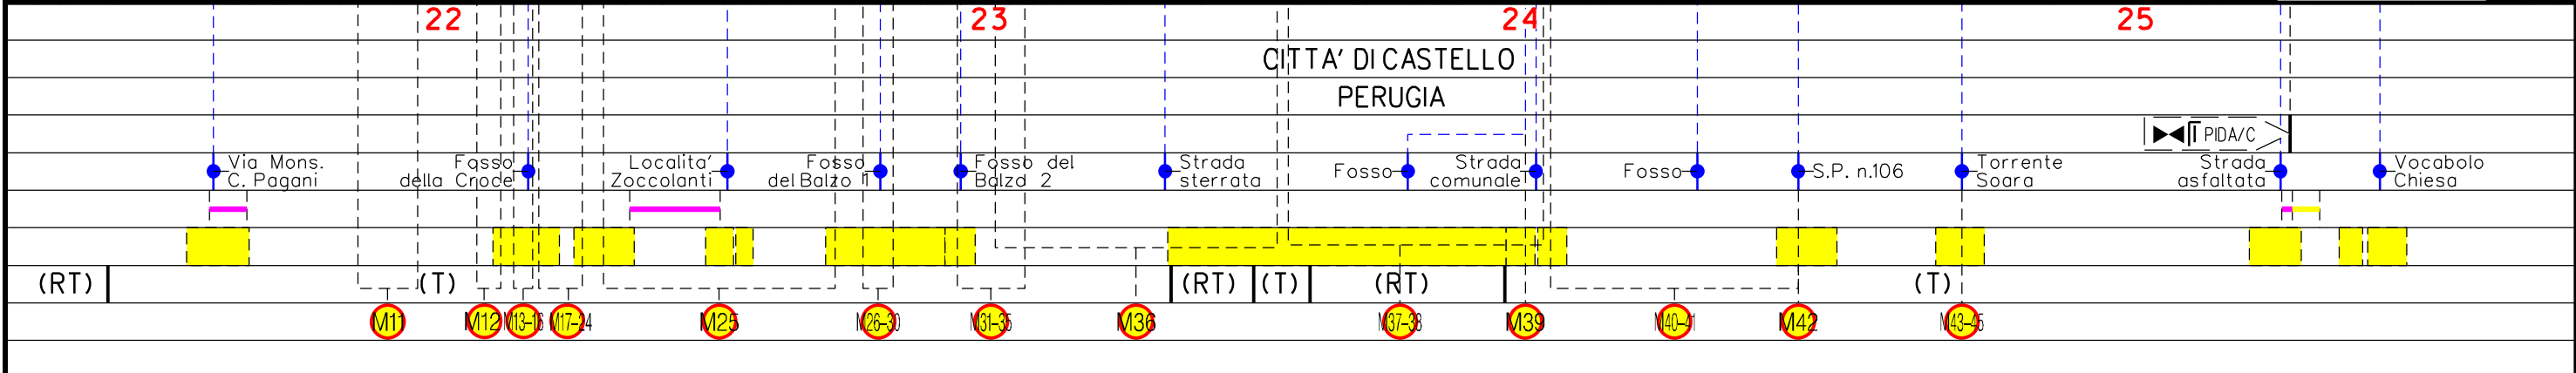 22 23 24 25
CITTA' DI CASTELLO
PERUGIA
PIDA/C
Via Mons.
C. Pagani
Fosso
della Croce
Localita'
Zoccolanti
Fosso
del Balzo 1
Fosso del
Balzo 2
Strada
sterrata
Fosso
Strada
comunale
Fosso
S.P. n.106
Torrente
Soara
Strada
asfaltata
Vocabolo
Chiesa
(RT) (T) (RT) (T) (RT) (T)
M11 M12 M13-16 M17-24 M25 M26-30 M31-35 M36 M37-38 M39 M40-41 M42 M43-45